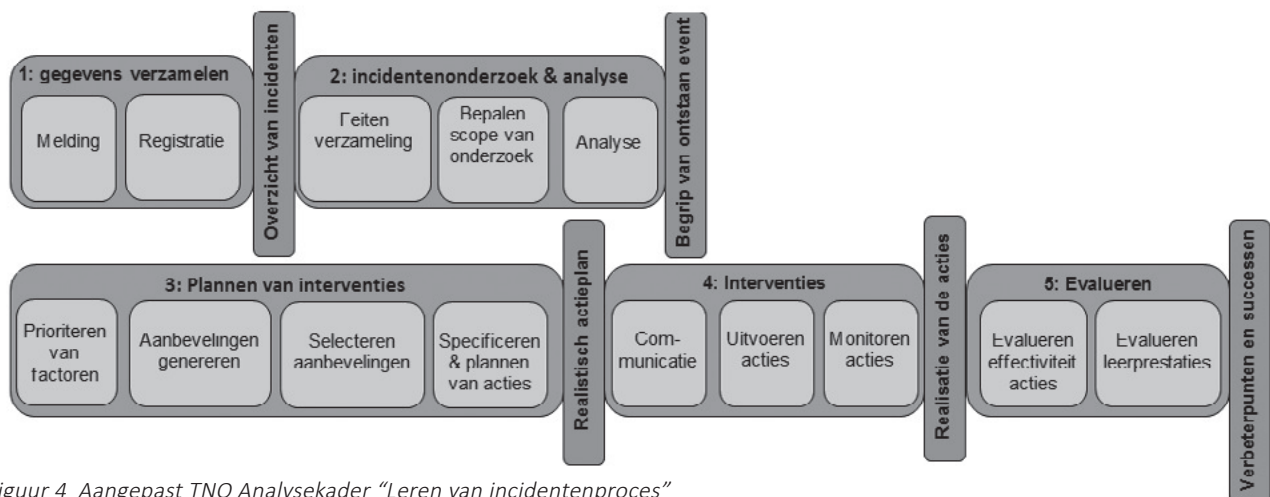 1: gegevens verzamelen
Melding
Registratie
Overzicht van incidenten
2: incidentenonderzoek & analyse
Feiten
verzameling
Bepalen
scope van
onderzoek
Analyse
Begrip van ontstaan event
3: Plannen van interventies
Prioriteren
van
factoren
Aanbevelingen
genereren
Selecteren
aanbevelingen
Specificeren
& plannen
van acties
Realistisch actieplan
4: Interventies
Com-
municatie
Uitvoeren
acties
Monitoren
acties
Realisatie van de acties
5: Evalueren
Evalueren
effectiviteit
acties
Evalueren
leerprestaties
Verbeterpunten en successen
iguur 4 Aangepast TNO Analysekader “Leren van incidentenproces”